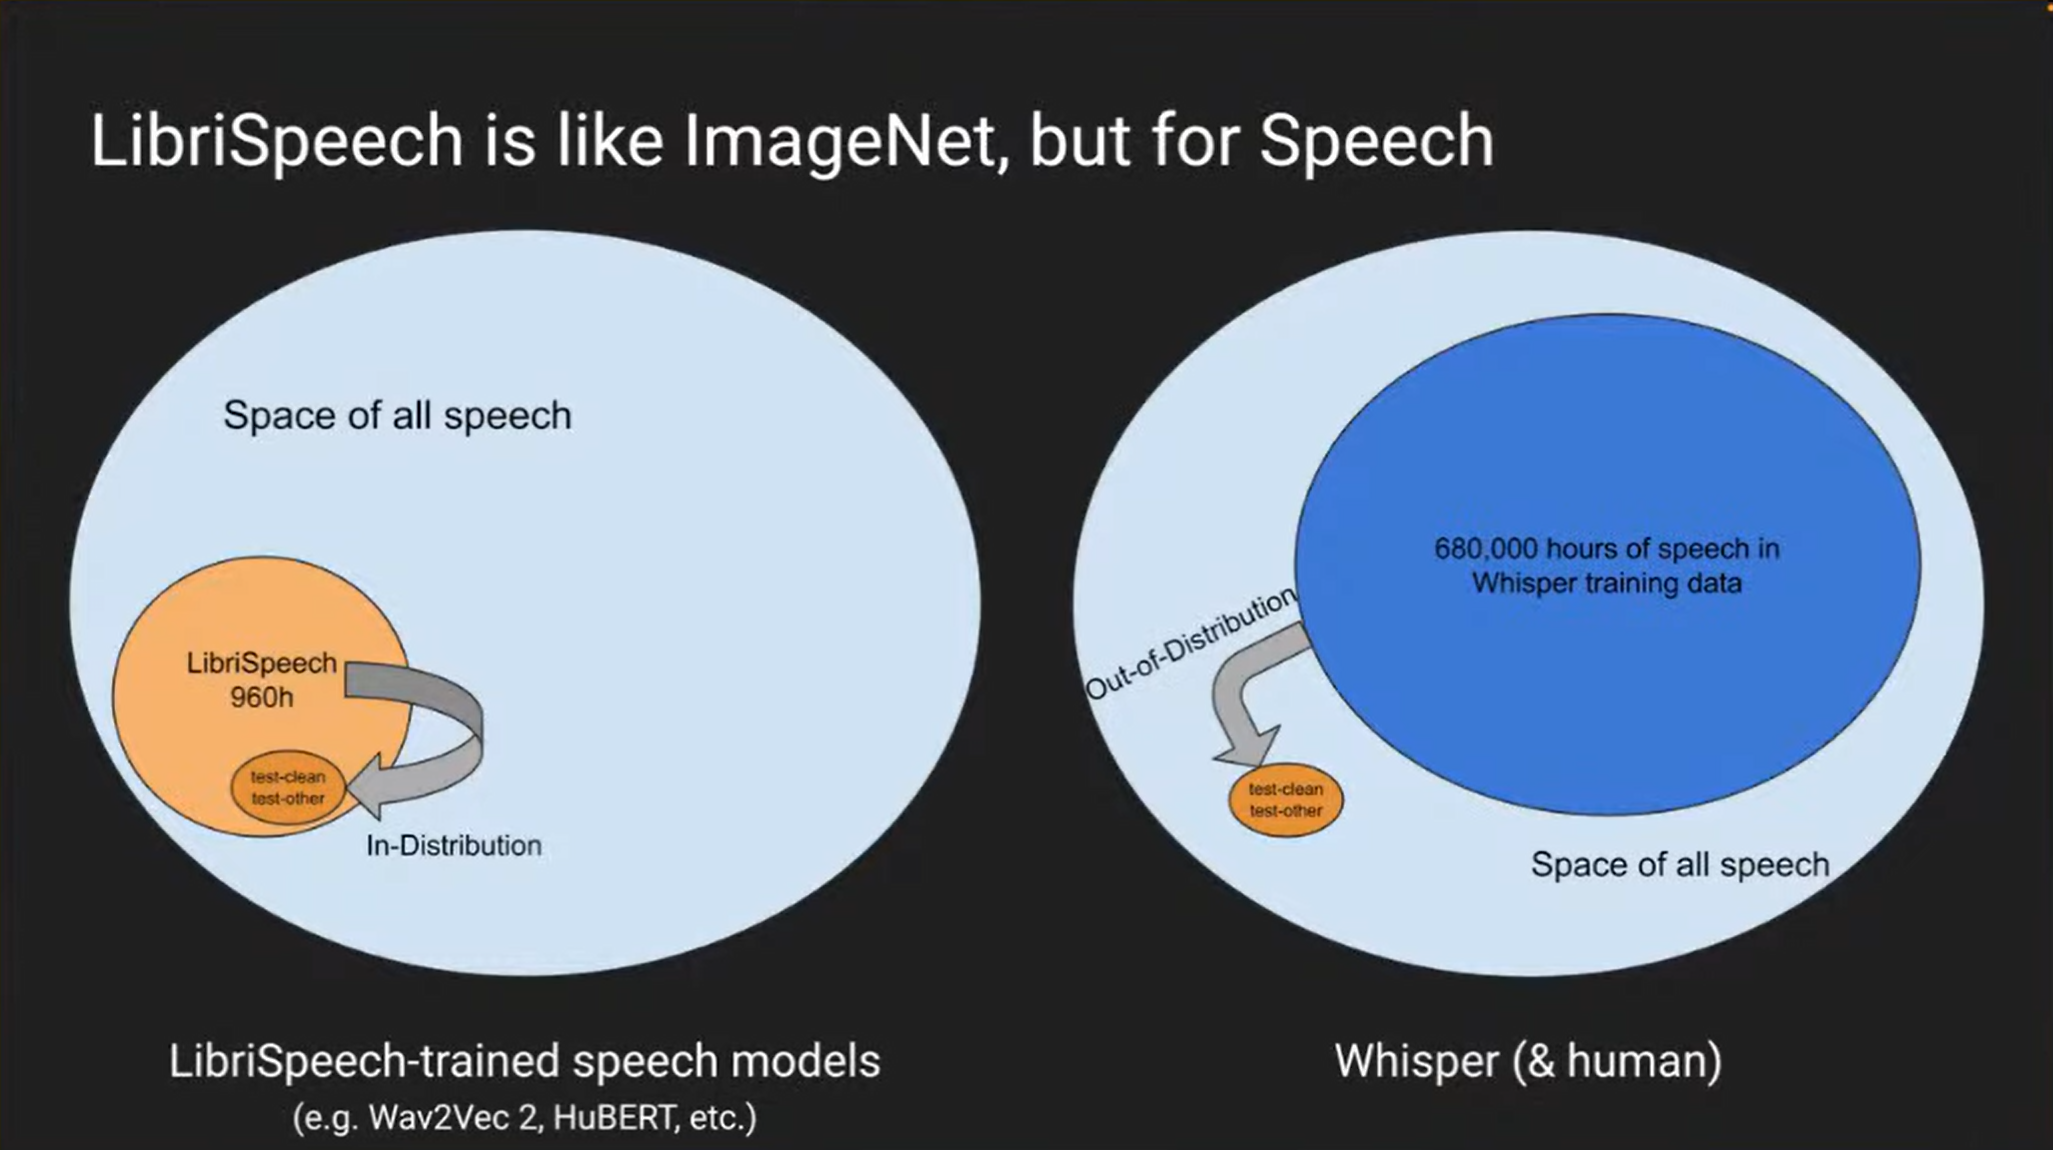 LibriSpeech is like ImageNet, but for Speech
Space of all speech
LibriSpeech
960h
test-clean
test-other
In-Distribution
LibriSpeech-trained speech models
(e.g. Wav2Vec 2, HuBERT, etc.)
680,000 hours of speech in
Whisper training data
Out-of-Distribution
test-clean
test-other
Space of all speech
Whisper (& human)